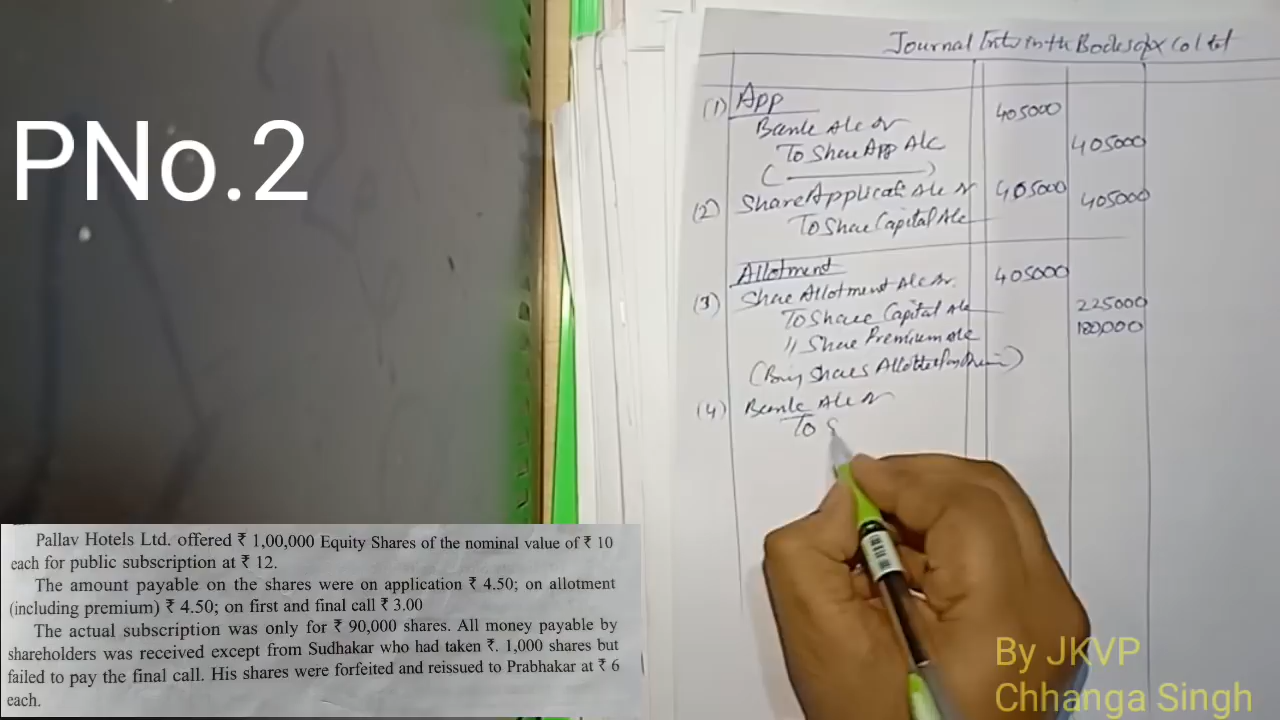 PNo.2
Pallav Hotels Ltd. offered ₹ 1,00,000 Equity Shares of the nominal value of ₹ 10
each for public subscription at ₹ 12.
The amount payable on the shares were on application ₹ 4.50; on allotment
(including premium) ₹ 4.50; on first and final call ₹ 3.00
The actual subscription was only for ₹ 90,000 shares. All money payable by
shareholders was received except from Sudhakar who had taken ₹. 1,000 shares but
failed to pay the final call. His shares were forfeited and reissued to Prabhakar at ₹ 6
each.
Journal in the Books of x Co Ltd
(1) App
Bank A/c Dr 405000
To Share App A/c 405000
(2) Share Applicati A/c Dr 405000
To Share Capital A/c 405000
Allotment
(3) Share Allotment A/c Dr. 405000
To Share Capital A/c 225000
" Share Premium A/c 180,000
(Being Shares Allotted
(4) Bank A/c Dr
To S
By JKVP
Chhanga Singh